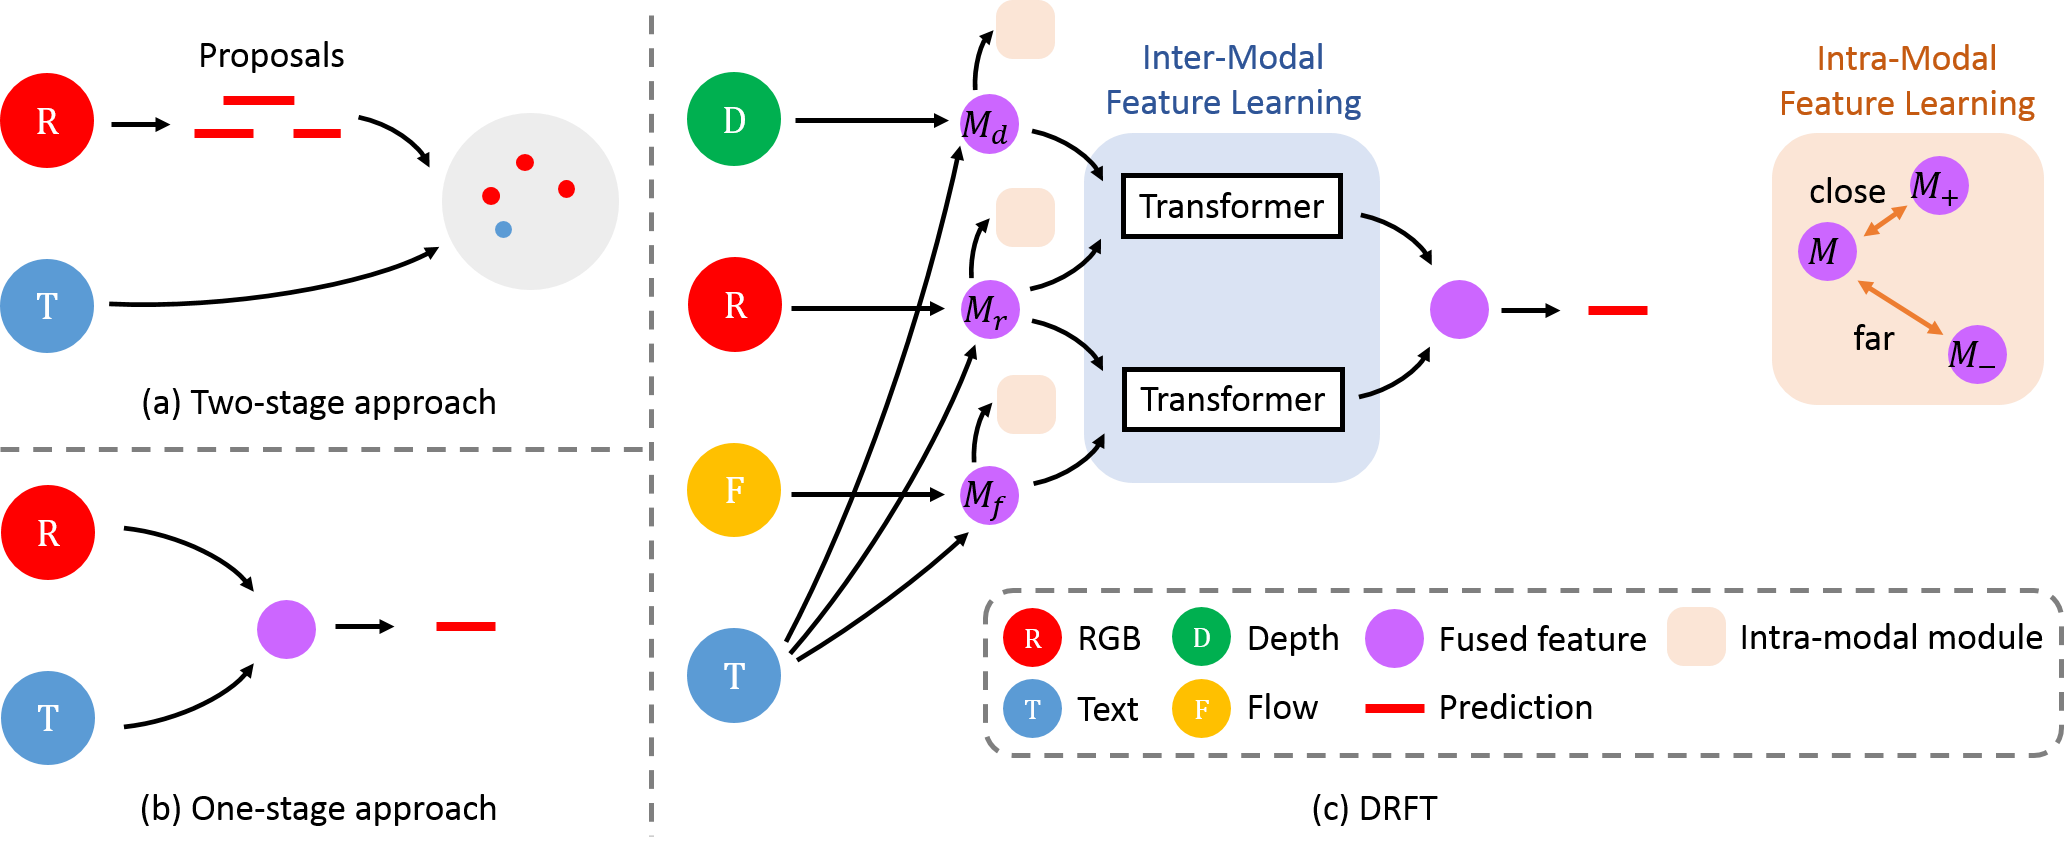 Proposals
R
T
(a) Two-stage approach
R
T
(b) One-stage approach
D
R
F
T
M_d
M_r
M_f
Inter-Modal
Feature Learning
Transformer
Transformer
Intra-Modal
Feature Learning
close
M_+
M
far
M_−
R RGB
D Depth
Fused feature
Intra-modal module
T Text
F Flow
Prediction
(c) DRFT